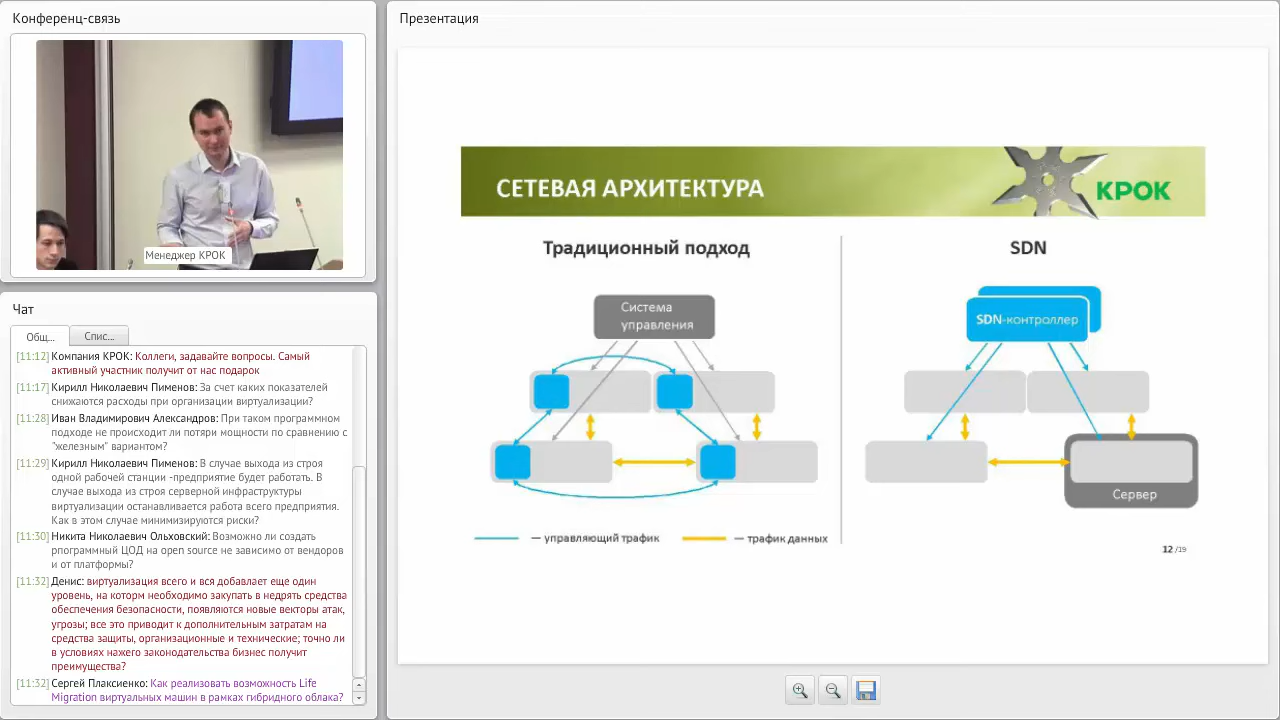 Конференц-связь
Менеджер КРОК
Чат
Общ...
Спис...
[11:12] Компания КРОК: Коллеги, задавайте вопросы. Самый
активный участник получит от нас подарок
[11:17] Кирилл Николаевич Пименов: За счет каких показателей
снижаются расходы при организации виртуализации?
[11:28] Иван Владимирович Александров: При таком программном
подходе не происходит ли потяри мощности по сравнению с
"железным" вариантом?
[11:29] Кирилл Николаевич Пименов: В случае выхода из строя
одной рабочей станции -предприятие будет работать. В
случае выхода из строя серверной инфраструктуры
виртуализации останавливается работа всего предприятия.
Как в этом случае минимизируются риски?
[11:30] Никита Николаевич Ольховский: Возможно ли создать
рпограммный ЦОД на open source не зависимо от вендоров
и от платформы?
[11:32] Денис: виртуализация всего и вся добавляет еще один
уровень, на которм необходимо закупать в недрять средства
обеспечения безопасности, появляются новые векторы атак,
угрозы; все это приводит к дополнительным затратам на
средства защиты, организационные и технические; точно ли
в условиях нажего законодательства бизнес получит
преимущества?
[11:32] Сергей Плаксиенко: Как реализовать возможность Life
Migration виртуальных машин в рамках гибридного облака?
Презентация
СЕТЕВАЯ АРХИТЕКТУРА
КРОК
Традиционный подход
SDN
Система
управления
SDN-контроллер
Сервер
— управляющий трафик
— трафик данных
12 /19